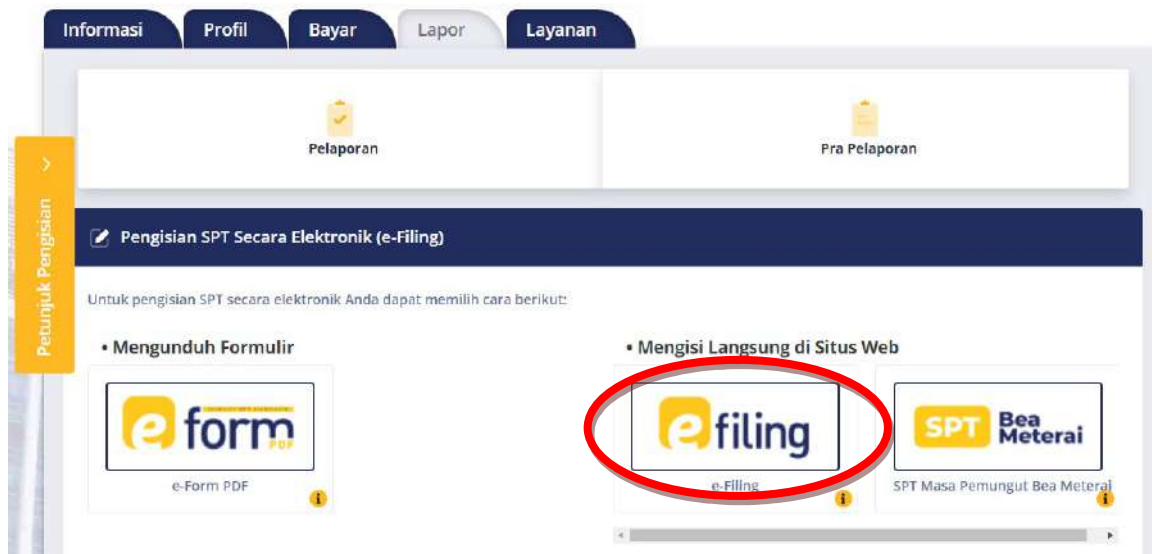 Informasi Profil Bayar Lapor Layanan
Pelaporan
Pra Pelaporan
Petunjuk Pengisian
Pengisian SPT Secara Elektronik (e-Filing)
Untuk pengisian SPT secara elektronik Anda dapat memilih cara berikut:
• Mengunduh Formulir
e form
PDF
e-Form PDF
• Mengisi Langsung di Situs Web
e filing
e-Filing
SPT Bea
Meterai
SPT Masa Pemungut Bea Meterai